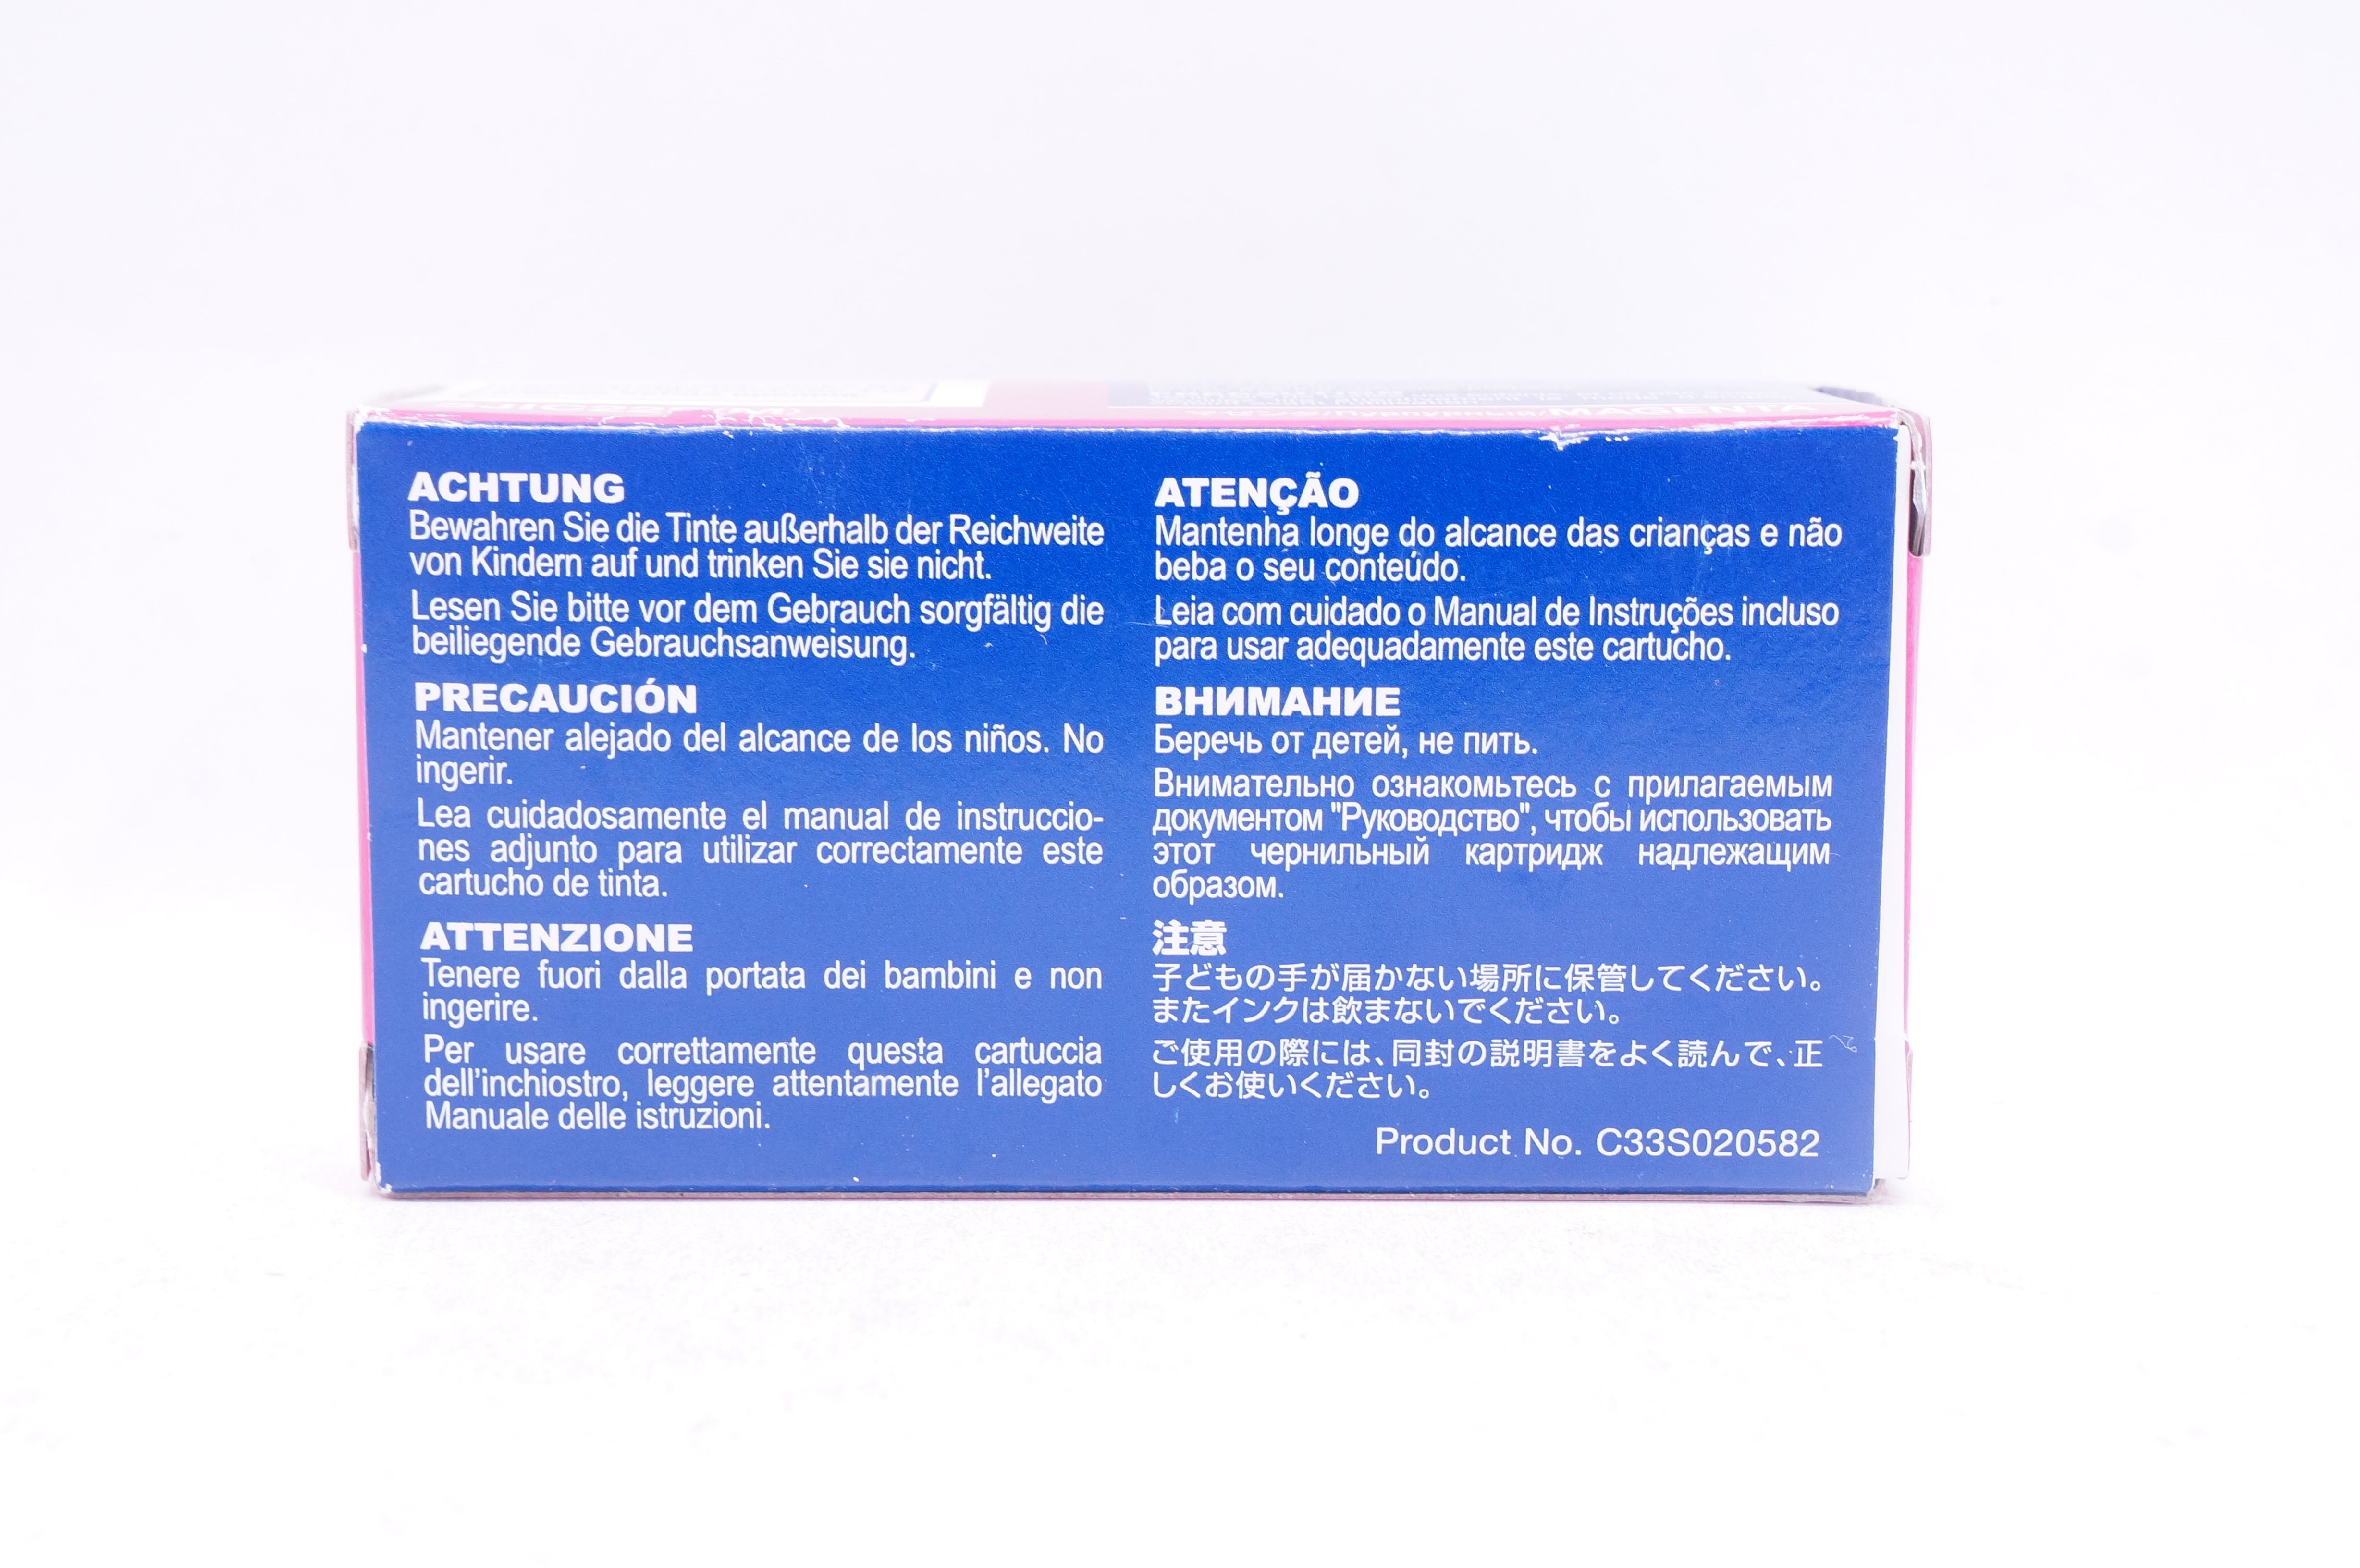 Пурпурный/MAGENTA
ACHTUNG
Bewahren Sie die Tinte außerhalb der Reichweite
von Kindern auf und trinken Sie sie nicht.
Lesen Sie bitte vor dem Gebrauch sorgfältig die
beiliegende Gebrauchsanweisung.
PRECAUCIÓN
Mantener alejado del alcance de los niños. No
ingerir.
Lea cuidadosamente el manual de instruccio-
nes adjunto para utilizar correctamente este
cartucho de tinta.
ATTENZIONE
Tenere fuori dalla portata dei bambini e non
ingerire.
Per usare correttamente questa cartuccia
dell'inchiostro, leggere attentamente l'allegato
Manuale delle istruzioni.
ATENÇÃO
Mantenha longe do alcance das crianças e não
beba o seu conteúdo.
Leia com cuidado o Manual de Instruções incluso
para usar adequadamente este cartucho.
ВНИМАНИЕ
Беречь от детей, не пить.
Внимательно ознакомьтесь с прилагаемым
документом "Руководство", чтобы использовать
этот чернильный картридж надлежащим
образом.
注意
子どもの手が届かない場所に保管してください。
またインクは飲まないでください。
ご使用の際には、同封の説明書をよく読んで、正
しくお使いください。
Product No. C33S020582